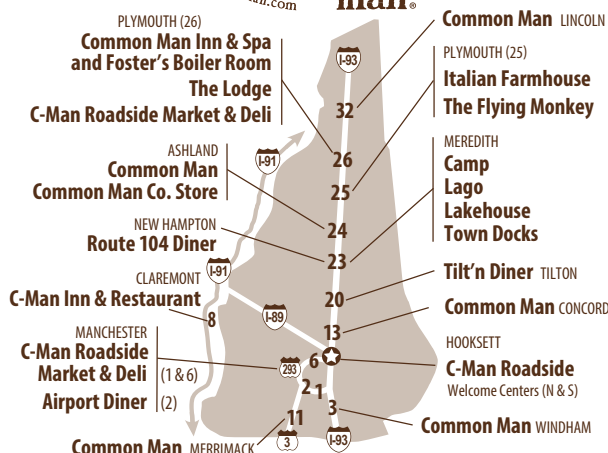 man®
PLYMOUTH (26)
Common Man Inn & Spa
and Foster's Boiler Room
The Lodge
C-Man Roadside Market & Deli
ASHLAND
Common Man
Common Man Co. Store
NEW HAMPTON
Route 104 Diner
CLAREMONT
C-Man Inn & Restaurant
8
MANCHESTER
C-Man Roadside
Market & Deli (1 & 6)
Airport Diner (2)
Common Man MERRIMACK
I-93
32
26
25
I-91
24
23
I-91
20
I-89
13
6
293
2 1
3
11
3
I-93
Common Man LINCOLN
PLYMOUTH (25)
Italian Farmhouse
The Flying Monkey
MEREDITH
Camp
Lago
Lakehouse
Town Docks
Tilt'n Diner TILTON
Common Man CONCORD
HOOKSETT
C-Man Roadside
Welcome Centers (N & S)
Common Man WINDHAM